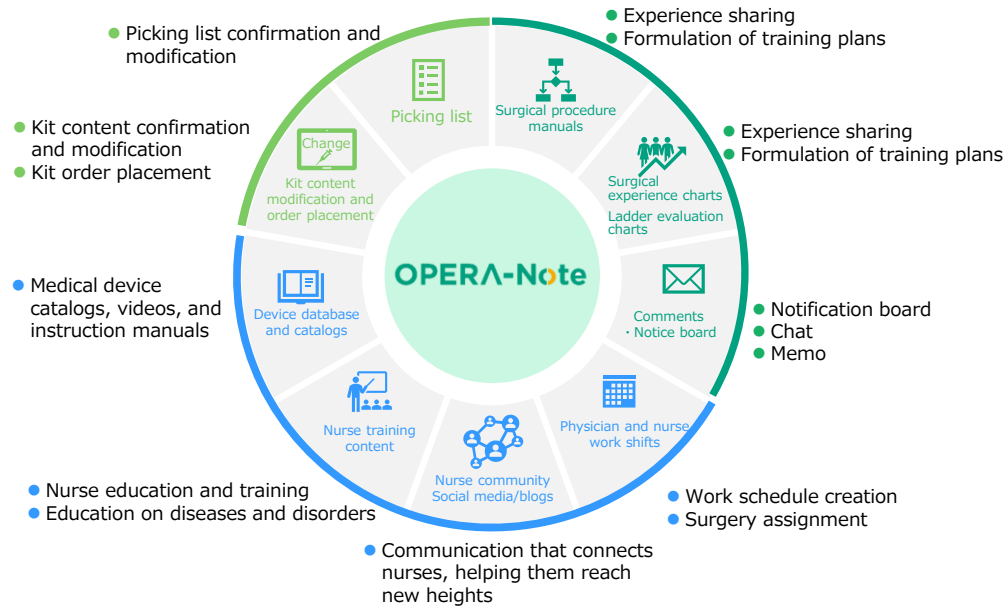 ● Picking list confirmation and
modification
● Experience sharing
● Formulation of training plans
Picking list
Surgical procedure
manuals
● Kit content confirmation
and modification
● Kit order placement
Change
Kit content
modification and
order placement
● Experience sharing
● Formulation of training plans
Surgical
experience charts
Ladder evaluation
charts
OPERA-Note
● Medical device
catalogs, videos, and
instruction manuals
Device database
and catalogs
Comments
・Notice board
● Notification board
● Chat
● Memo
Nurse training
content
Physician and nurse
work shifts
Nurse community
Social media/blogs
● Nurse education and training
● Education on diseases and disorders
● Work schedule creation
● Surgery assignment
● Communication that connects
nurses, helping them reach
new heights